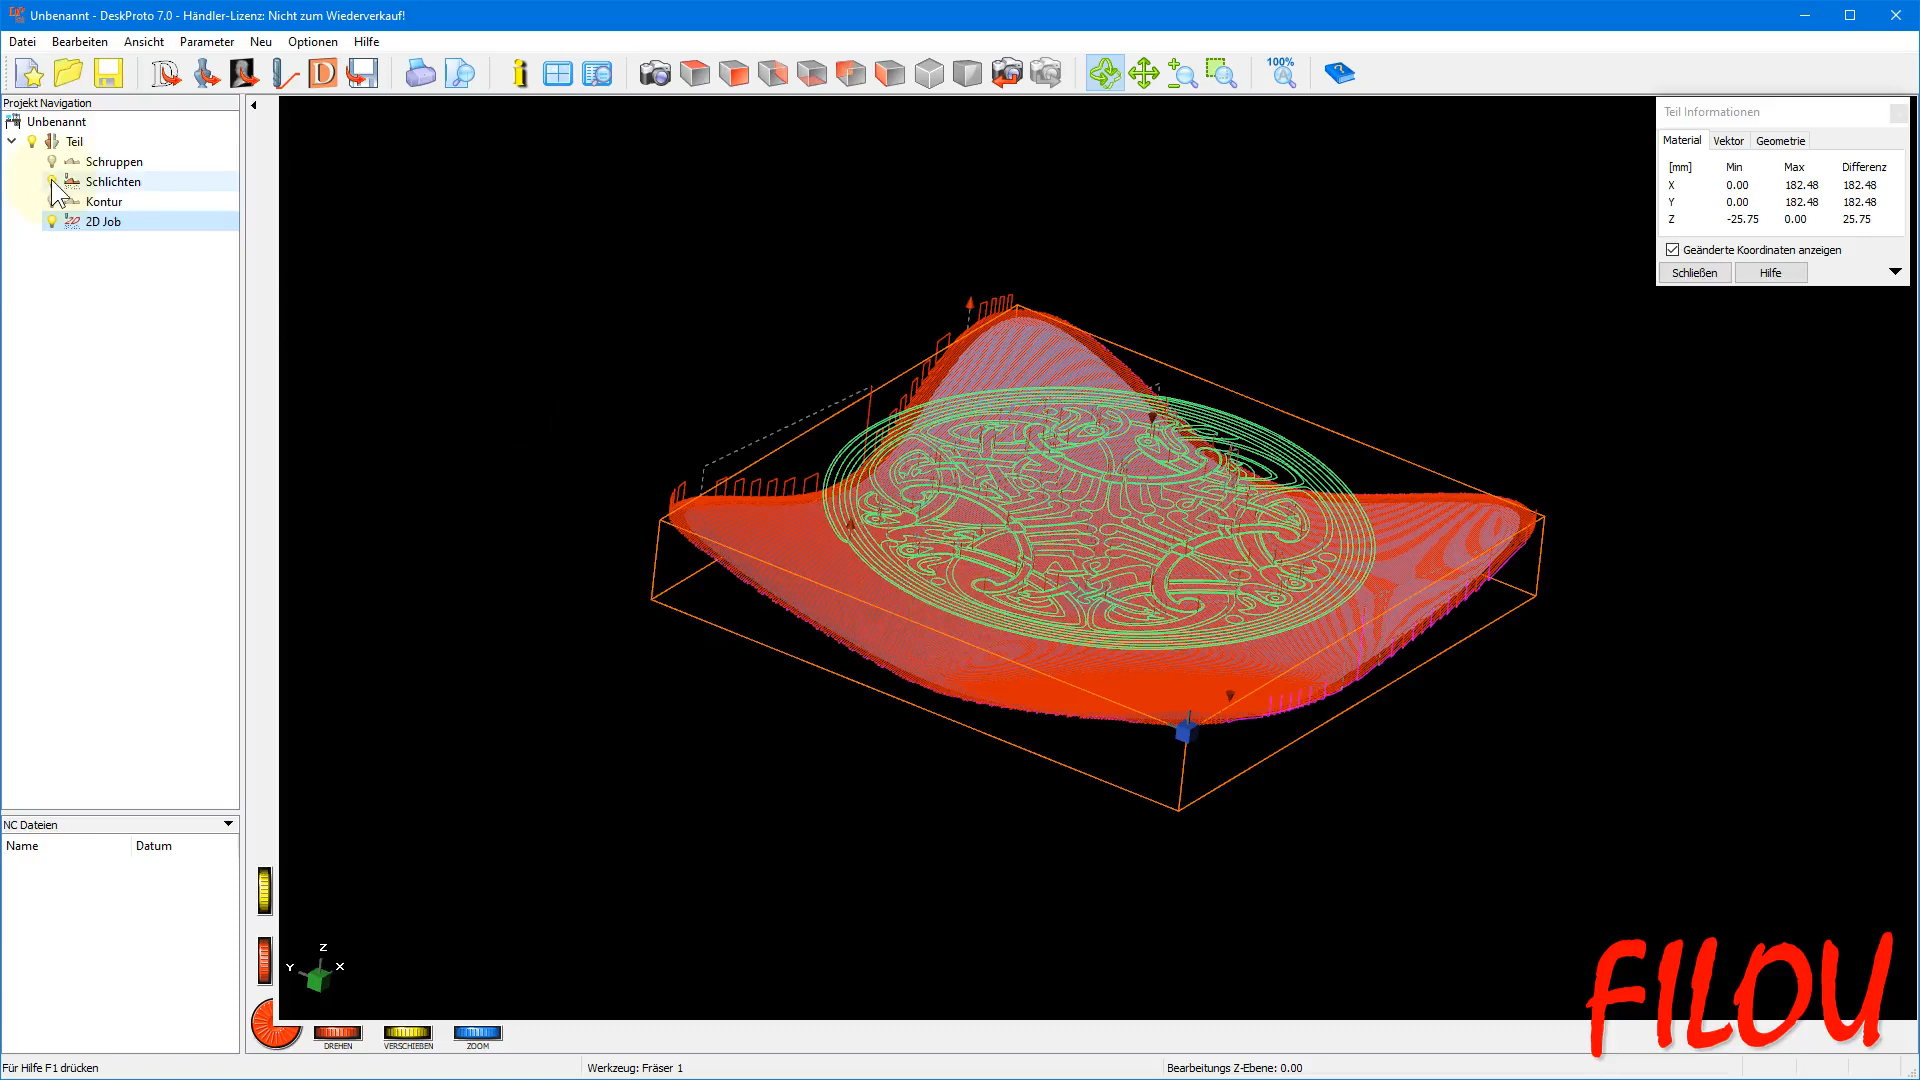 Unbenannt - DeskProto 7.0 - Händler-Lizenz: Nicht zum Wiederverkauf!
Datei Bearbeiten Ansicht Parameter Neu Optionen Hilfe
100%
Projekt Navigation
Unbenannt
Teil
Schruppen
Schlichten
Kontur
2D Job
Teil Informationen
Material Vektor Geometrie
[mm] Min Max Differenz
X 0.00 182.48 182.48
Y 0.00 182.48 182.48
Z -25.75 0.00 25.75
Geänderte Koordinaten anzeigen
Schließen Hilfe
NC Dateien
Name Datum
Z
Y X
DREHEN VERSCHIEBEN ZOOM
FILOU
Für Hilfe F1 drücken Werkzeug: Fräser 1 Bearbeitungs Z-Ebene: 0.00